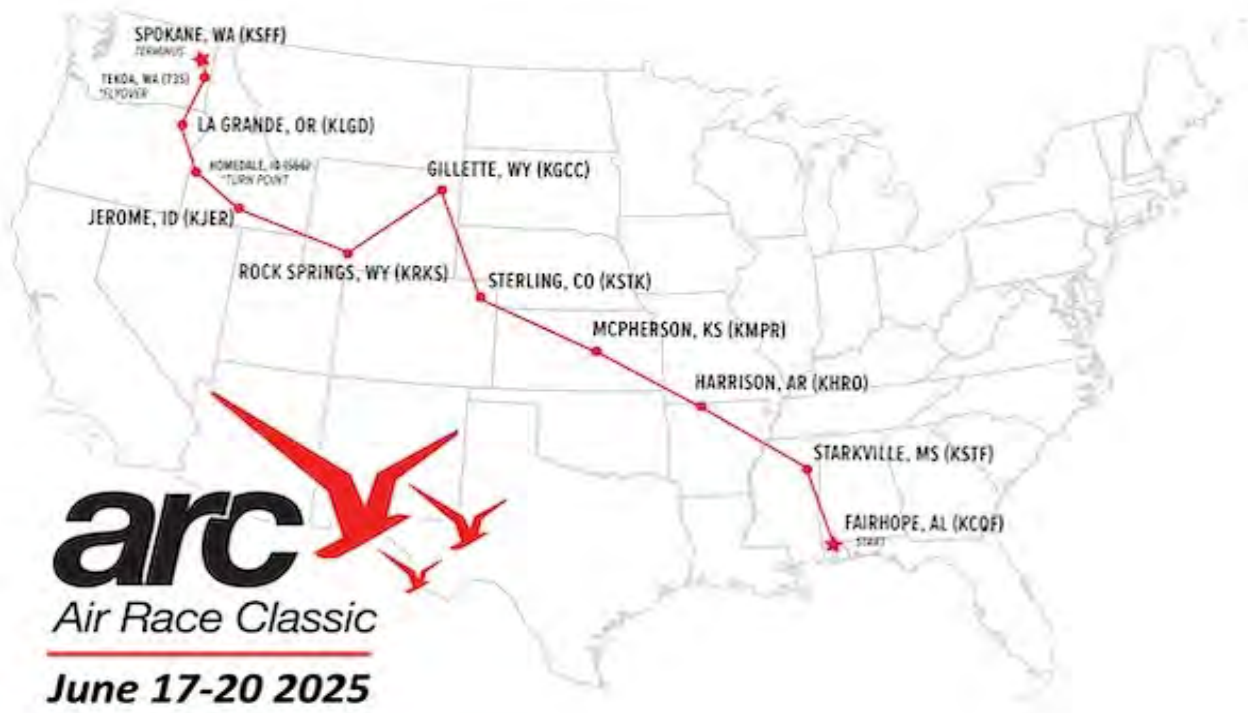 SPOKANE, WA (KSFF)
TERMINUS
TEKOA, WA (73S)
*FLYOVER
LA GRANDE, OR (KLGD)
HOMEDALE, ID (S66)
*TURN POINT
GILLETTE, WY (KGCC)
JEROME, ID (KJER)
ROCK SPRINGS, WY (KRKS)
STERLING, CO (KSTK)
MCPHERSON, KS (KMPR)
HARRISON, AR (KHRO)
STARKVILLE, MS (KSTF)
FAIRHOPE, AL (KCQF)
START
arc
Air Race Classic
June 17-20 2025